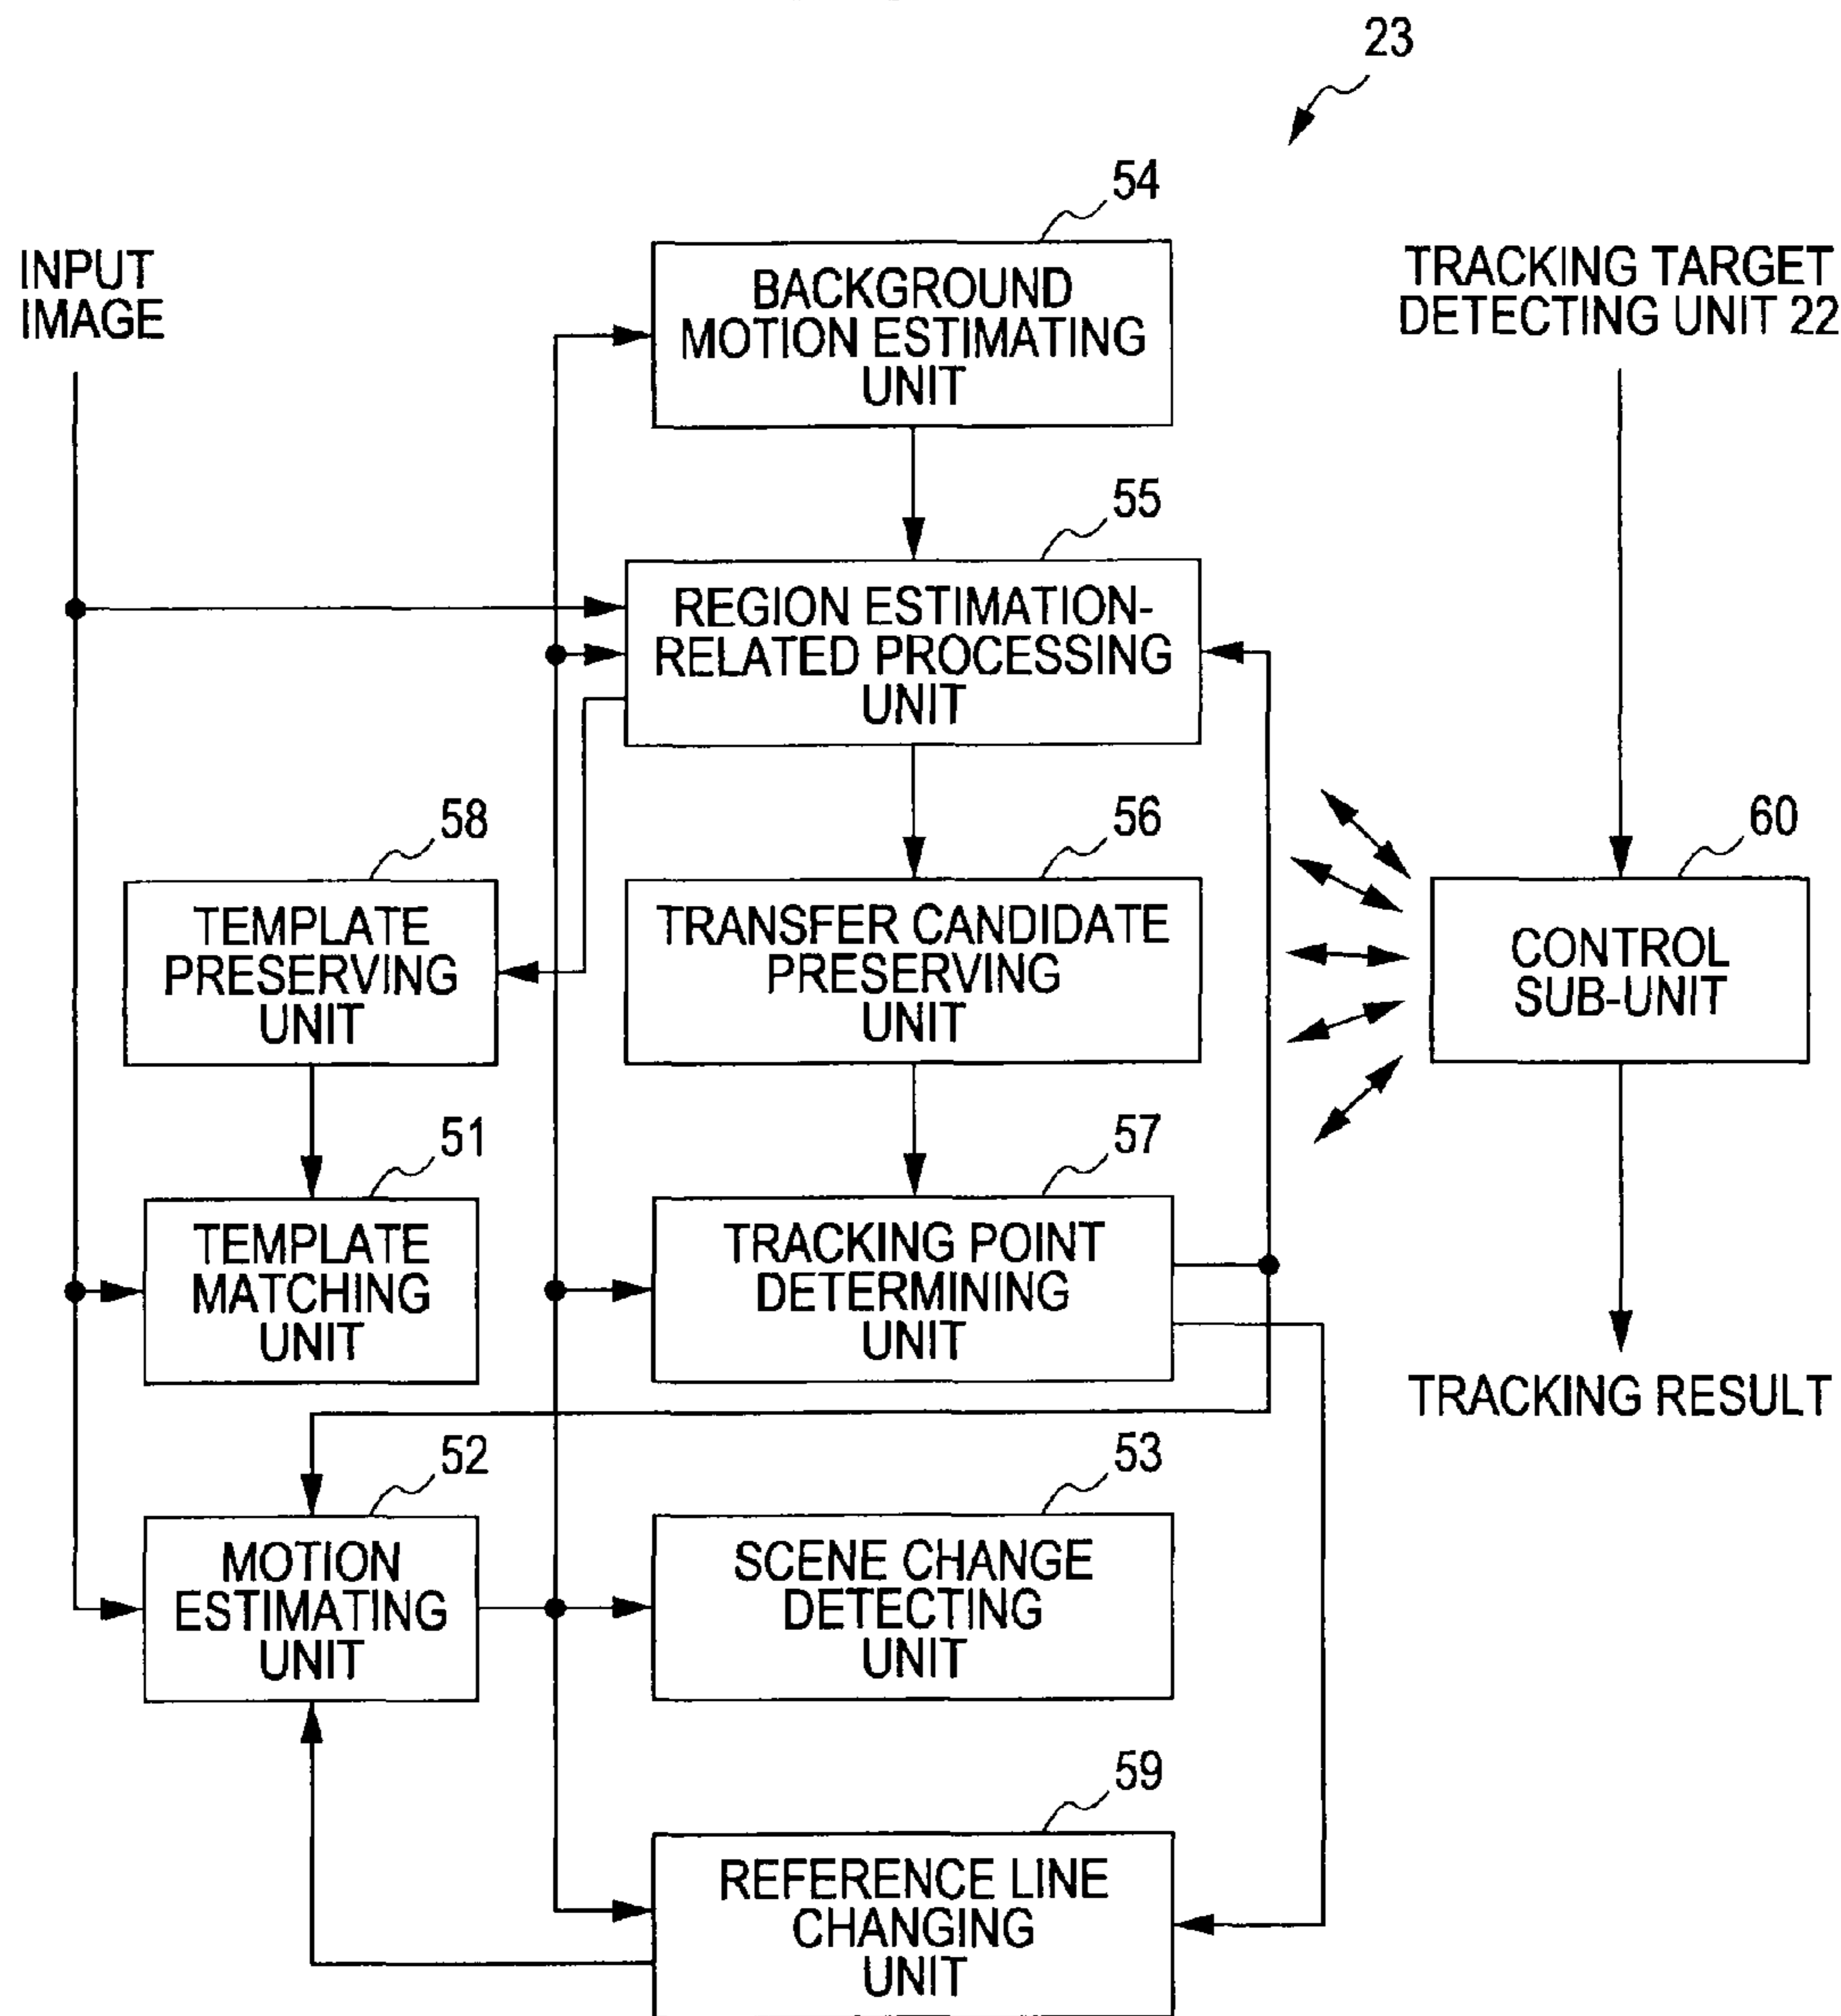 23
54
INPUT
IMAGE
BACKGROUND
MOTION ESTIMATING
UNIT
TRACKING TARGET
DETECTING UNIT 22
55
REGION ESTIMATION-
RELATED PROCESSING
UNIT
58
56
60
TEMPLATE
PRESERVING
UNIT
TRANSFER CANDIDATE
PRESERVING
UNIT
CONTROL
SUB-UNIT
51
57
TEMPLATE
MATCHING
UNIT
TRACKING POINT
DETERMINING
UNIT
TRACKING RESULT
52
53
MOTION
ESTIMATING
UNIT
SCENE CHANGE
DETECTING
UNIT
59
REFERENCE LINE
CHANGING
UNIT